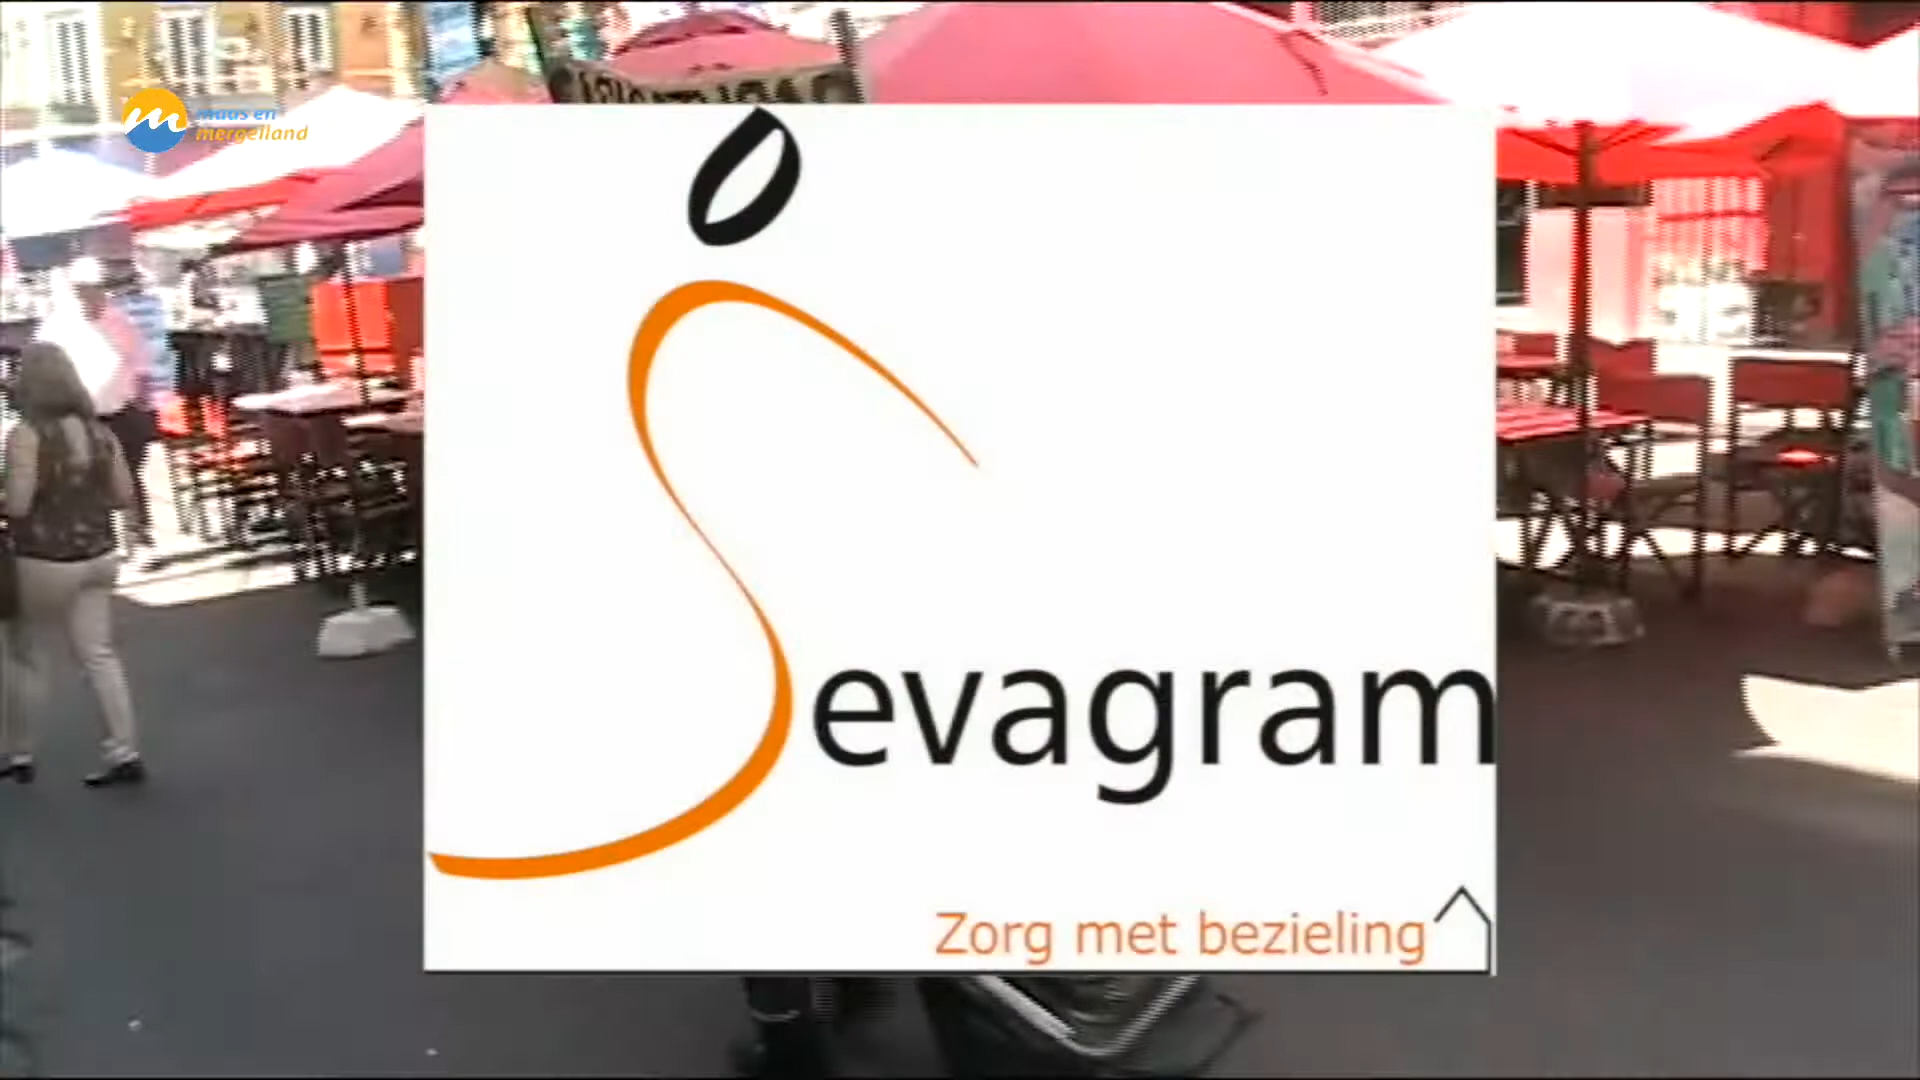 maas en
mergelland
Sevagram
Zorg met bezieling